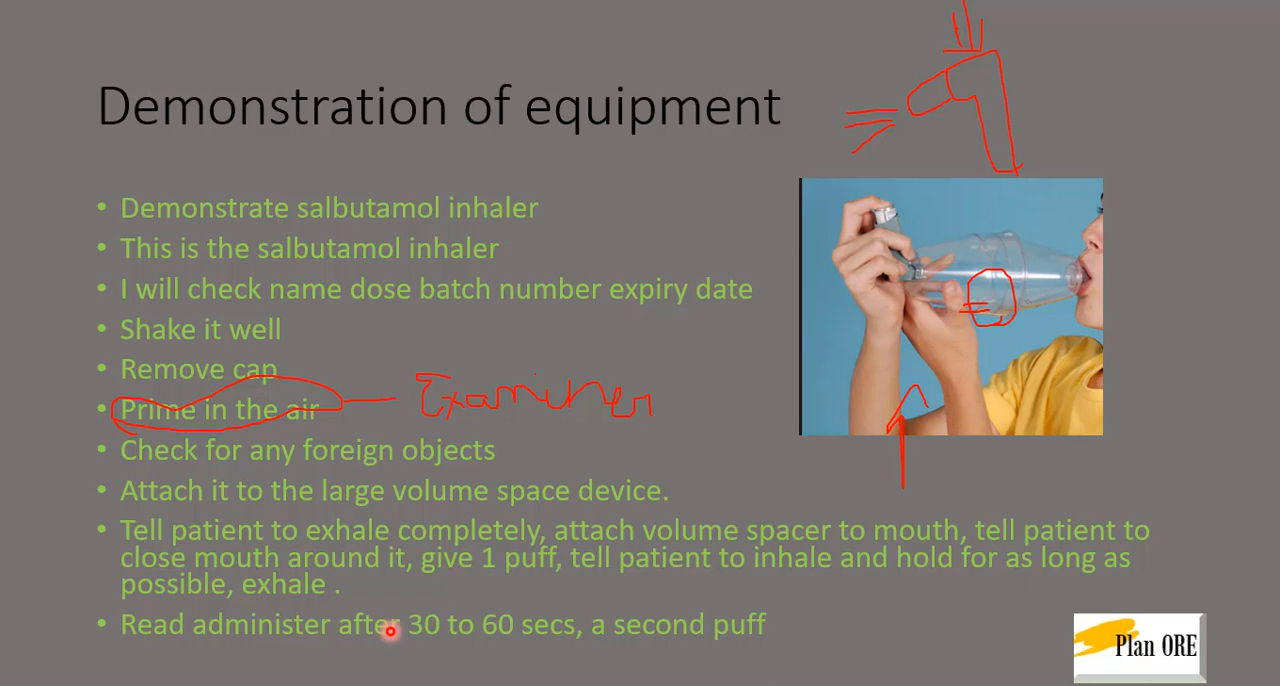 Demonstration of equipment
• Demonstrate salbutamol inhaler
• This is the salbutamol inhaler
• I will check name dose batch number expiry date
• Shake it well
• Remove cap
• Prime in the air Examiner
• Check for any foreign objects
• Attach it to the large volume space device.
• Tell patient to exhale completely, attach volume spacer to mouth, tell patient to
close mouth around it, give 1 puff, tell patient to inhale and hold for as long as
possible, exhale .
• Read administer after 30 to 60 secs, a second puff
Plan ORE